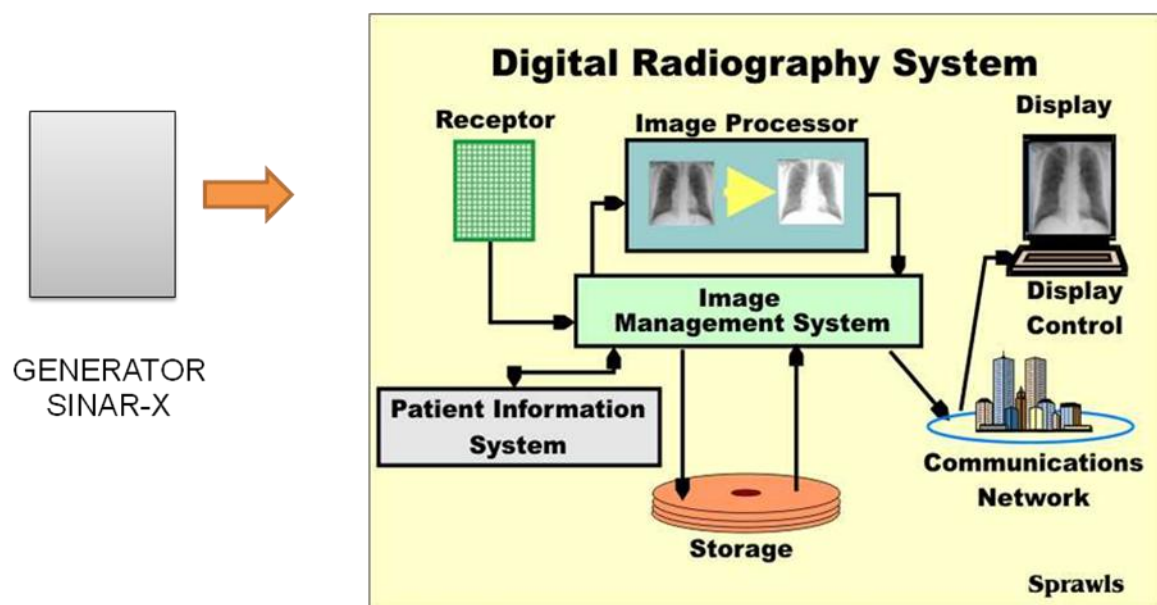 Digital Radiography System
Receptor
Image Processor
Display
GENERATOR
SINAR-X
Image
Management System
Display
Control
Patient Information
System
Communications
Network
Storage
Sprawls